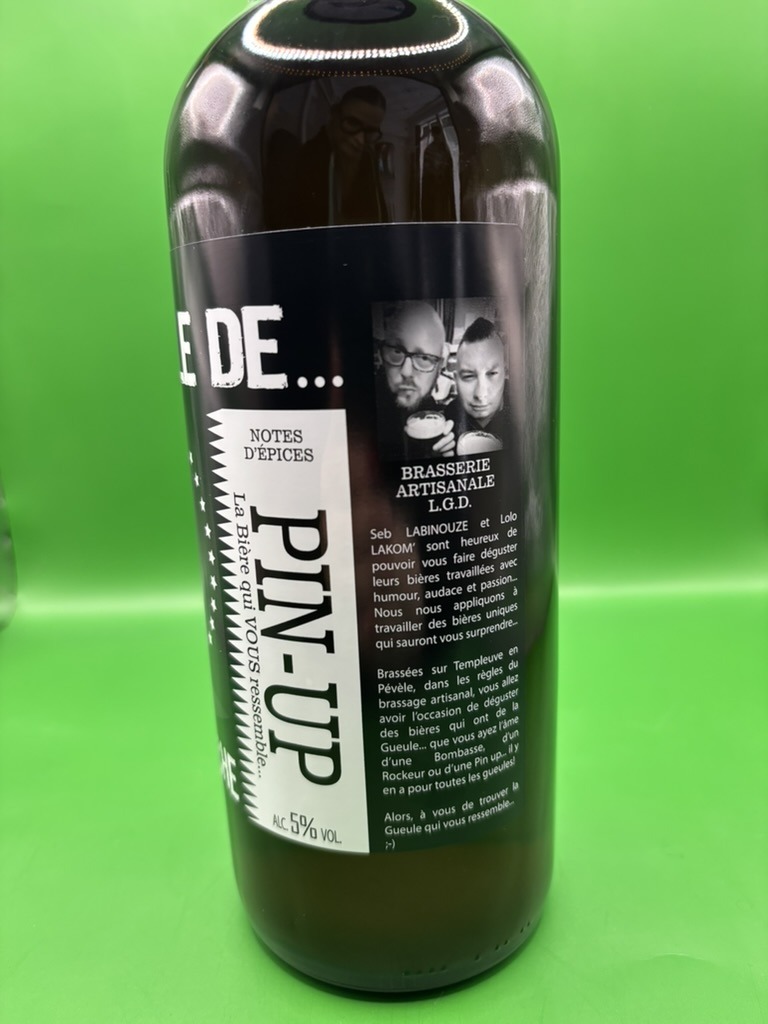 E DE...
NOTES
D'ÉPICES
PIN-UP
La Bière qui VOUS ressemble...
CHE
ALC. 5% VOL.
BRASSERIE
ARTISANALE
L.G.D.
Seb LABINOUZE et Lolo
LAKOM' sont heureux de
pouvoir vous faire déguster
leurs bières travaillées avec
humour, audace et passion...
Nous nous appliquons à
travailler des bières uniques
qui sauront vous surprendre...
Brassées sur Templeuve en
Pévèle, dans les règles du
brassage artisanal, vous allez
avoir l'occasion de déguster
des bières qui ont de la
Gueule... que vous ayez l'âme
d'une Bombasse, d'un
Rockeur ou d'une Pin up... il y
en a pour toutes les gueules!
Alors, à vous de trouver la
Gueule qui vous ressemble...
;-)